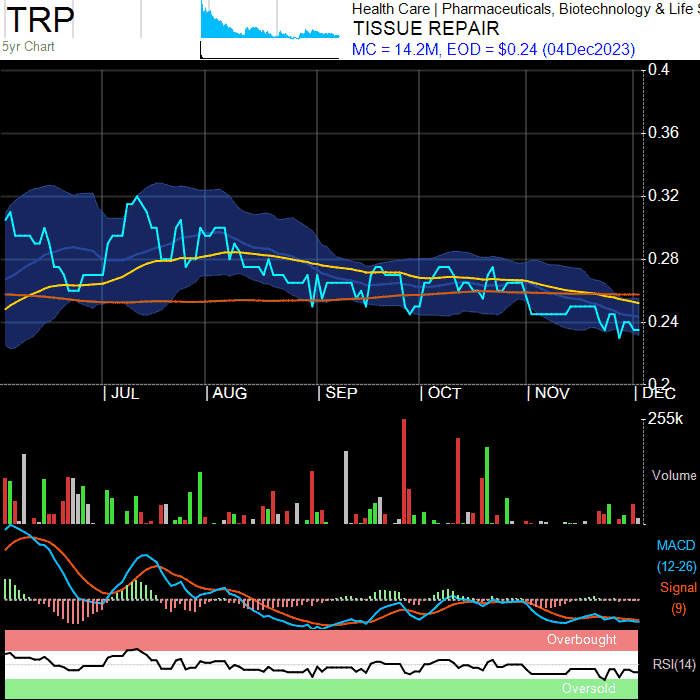 TRP
5yr Chart
Health Care | Pharmaceuticals, Biotechnology & Life
TISSUE REPAIR
MC = 14.2M, EOD = $0.24 (04Dec2023)
0.4
0.36
0.32
0.28
0.24
0.2
| JUL | AUG | SEP | OCT | NOV | DEC
255k
Volume
MACD
(12-26)
Signal
(9)
Overbought
RSI(14)
Oversold